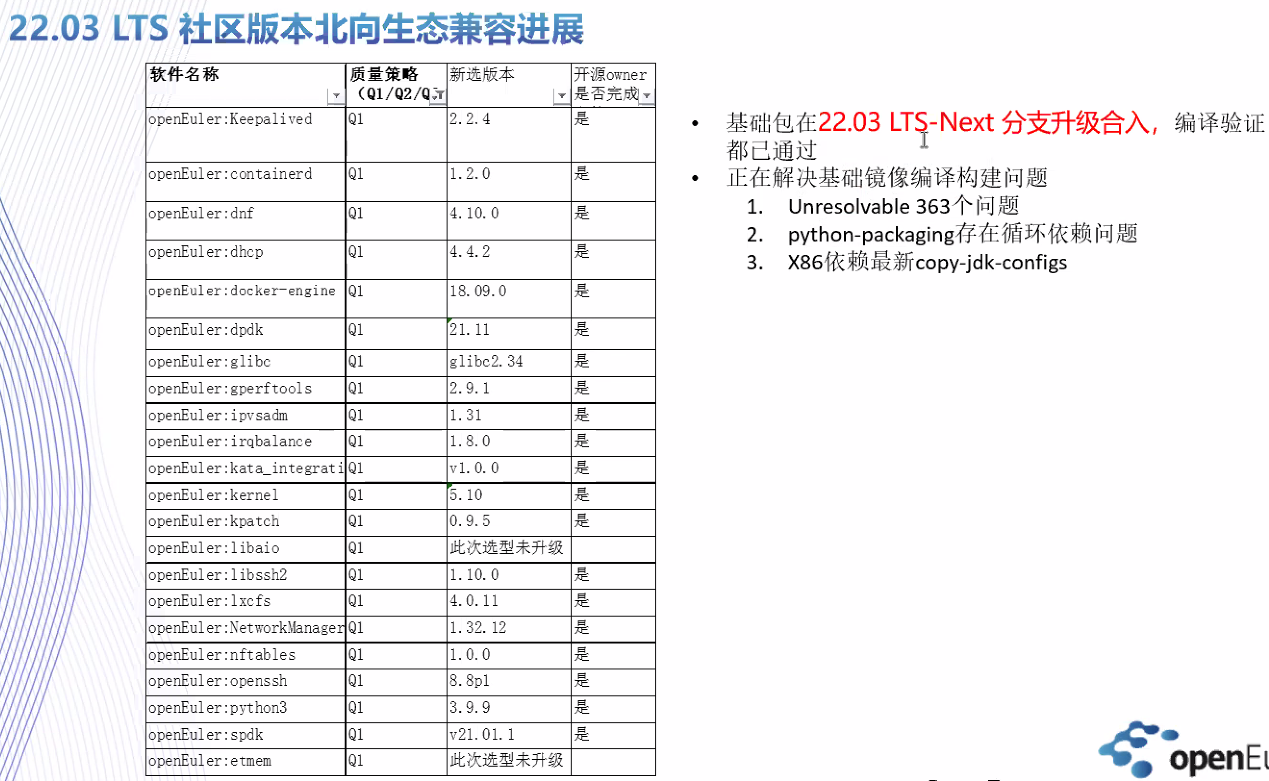 22.03 LTS 社区版本北向生态兼容进展
软件名称 质量策略 新选版本 开源owner
（Q1/Q2/Q 是否完成
openEuler:Keepalived Q1 2.2.4 是
openEuler:containerd Q1 1.2.0 是
openEuler:dnf Q1 4.10.0 是
openEuler:dhcp Q1 4.4.2 是
openEuler:docker-engine Q1 18.09.0 是
openEuler:dpdk Q1 21.11 是
openEuler:glibc Q1 glibc2.34 是
openEuler:gperftools Q1 2.9.1 是
openEuler:ipvsadm Q1 1.31 是
openEuler:irqbalance Q1 1.8.0 是
openEuler:kata_integrati Q1 v1.0.0 是
openEuler:kernel Q1 5.10 是
openEuler:kpatch Q1 0.9.5 是
openEuler:libaio Q1 此次选型未升级
openEuler:libssh2 Q1 1.10.0 是
openEuler:lxcfs Q1 4.0.11 是
openEuler:NetworkManager Q1 1.32.12 是
openEuler:nftables Q1 1.0.0 是
openEuler:openssh Q1 8.8p1 是
openEuler:python3 Q1 3.9.9 是
openEuler:spdk Q1 v21.01.1 是
openEuler:etmem Q1 此次选型未升级
• 基础包在22.03 LTS-Next 分支升级合入，编译验证
都已通过
• 正在解决基础镜像编译构建问题
1. Unresolvable 363个问题
2. python-packaging存在循环依赖问题
3. X86依赖最新copy-jdk-configs
openEu